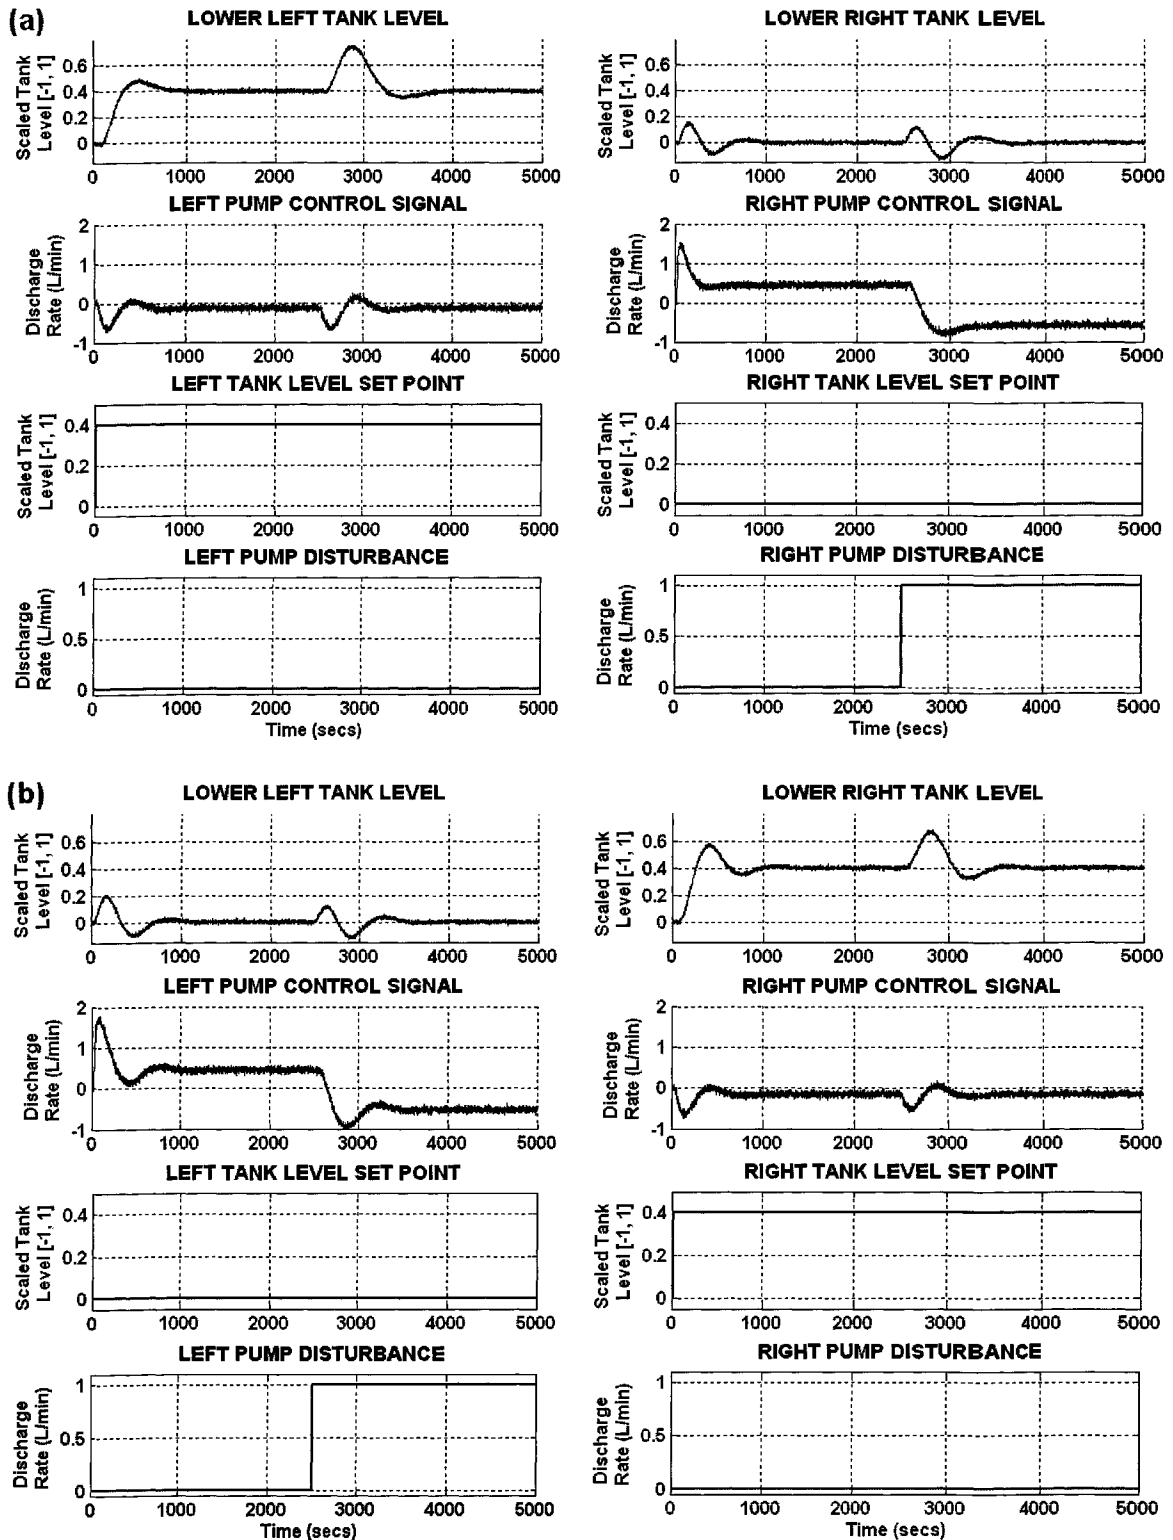 (a)
LOWER LEFT TANK LEVEL
Scaled Tank
Level [-1, 1]
0.6
0.4
0.2
0
0 1000 2000 3000 4000 5000
LEFT PUMP CONTROL SIGNAL
Discharge
Rate (L/min)
2
1
0
-1
0 1000 2000 3000 4000 5000
LEFT TANK LEVEL SET POINT
Scaled Tank
Level [-1, 1]
0.4
0.2
0
0 1000 2000 3000 4000 5000
LEFT PUMP DISTURBANCE
Discharge
Rate (L/min)
1
0.5
0
0 1000 2000 3000 4000 5000
Time (secs)
LOWER RIGHT TANK LEVEL
Scaled Tank
Level [-1, 1]
0.6
0.4
0.2
0
0 1000 2000 3000 4000 5000
RIGHT PUMP CONTROL SIGNAL
Discharge
Rate (L/min)
2
1
0
-1
0 1000 2000 3000 4000 5000
RIGHT TANK LEVEL SET POINT
Scaled Tank
Level [-1, 1]
0.4
0.2
0
0 1000 2000 3000 4000 5000
RIGHT PUMP DISTURBANCE
Discharge
Rate (L/min)
1
0.5
0
0 1000 2000 3000 4000 5000
Time (secs)
(b)
LOWER LEFT TANK LEVEL
Scaled Tank
Level [-1, 1]
0.6
0.4
0.2
0
0 1000 2000 3000 4000 5000
LEFT PUMP CONTROL SIGNAL
Discharge
Rate (L/min)
2
1
0
-1
0 1000 2000 3000 4000 5000
LEFT TANK LEVEL SET POINT
Scaled Tank
Level [-1, 1]
0.4
0.2
0
0 1000 2000 3000 4000 5000
LEFT PUMP DISTURBANCE
Discharge
Rate (L/min)
1
0.5
0
0 1000 2000 3000 4000 5000
Time (secs)
LOWER RIGHT TANK LEVEL
Scaled Tank
Level [-1, 1]
0.6
0.4
0.2
0
0 1000 2000 3000 4000 5000
RIGHT PUMP CONTROL SIGNAL
Discharge
Rate (L/min)
2
1
0
-1
0 1000 2000 3000 4000 5000
RIGHT TANK LEVEL SET POINT
Scaled Tank
Level [-1, 1]
0.4
0.2
0
0 1000 2000 3000 4000 5000
RIGHT PUMP DISTURBANCE
Discharge
Rate (L/min)
1
0.5
0
0 1000 2000 3000 4000 5000
Time (secs)